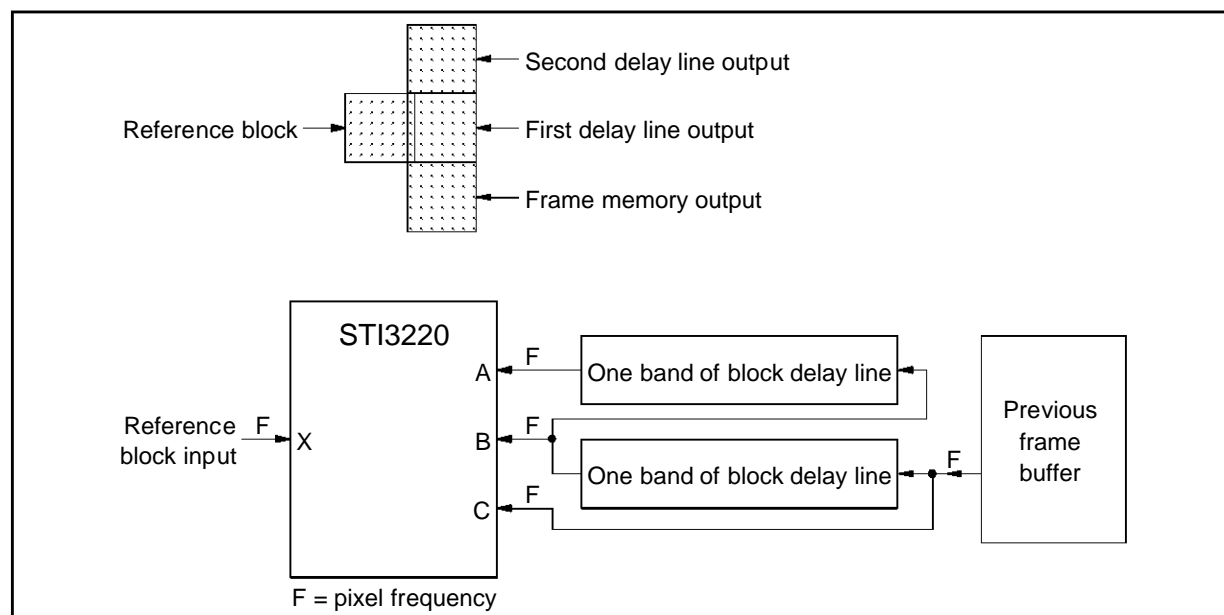 Second delay line output
Reference block
First delay line output
Frame memory output
STI3220
A
F
One band of block delay line
Reference
block input
F
X
B
F
One band of block delay line
F
Previous
frame
buffer
C
F
F = pixel frequency